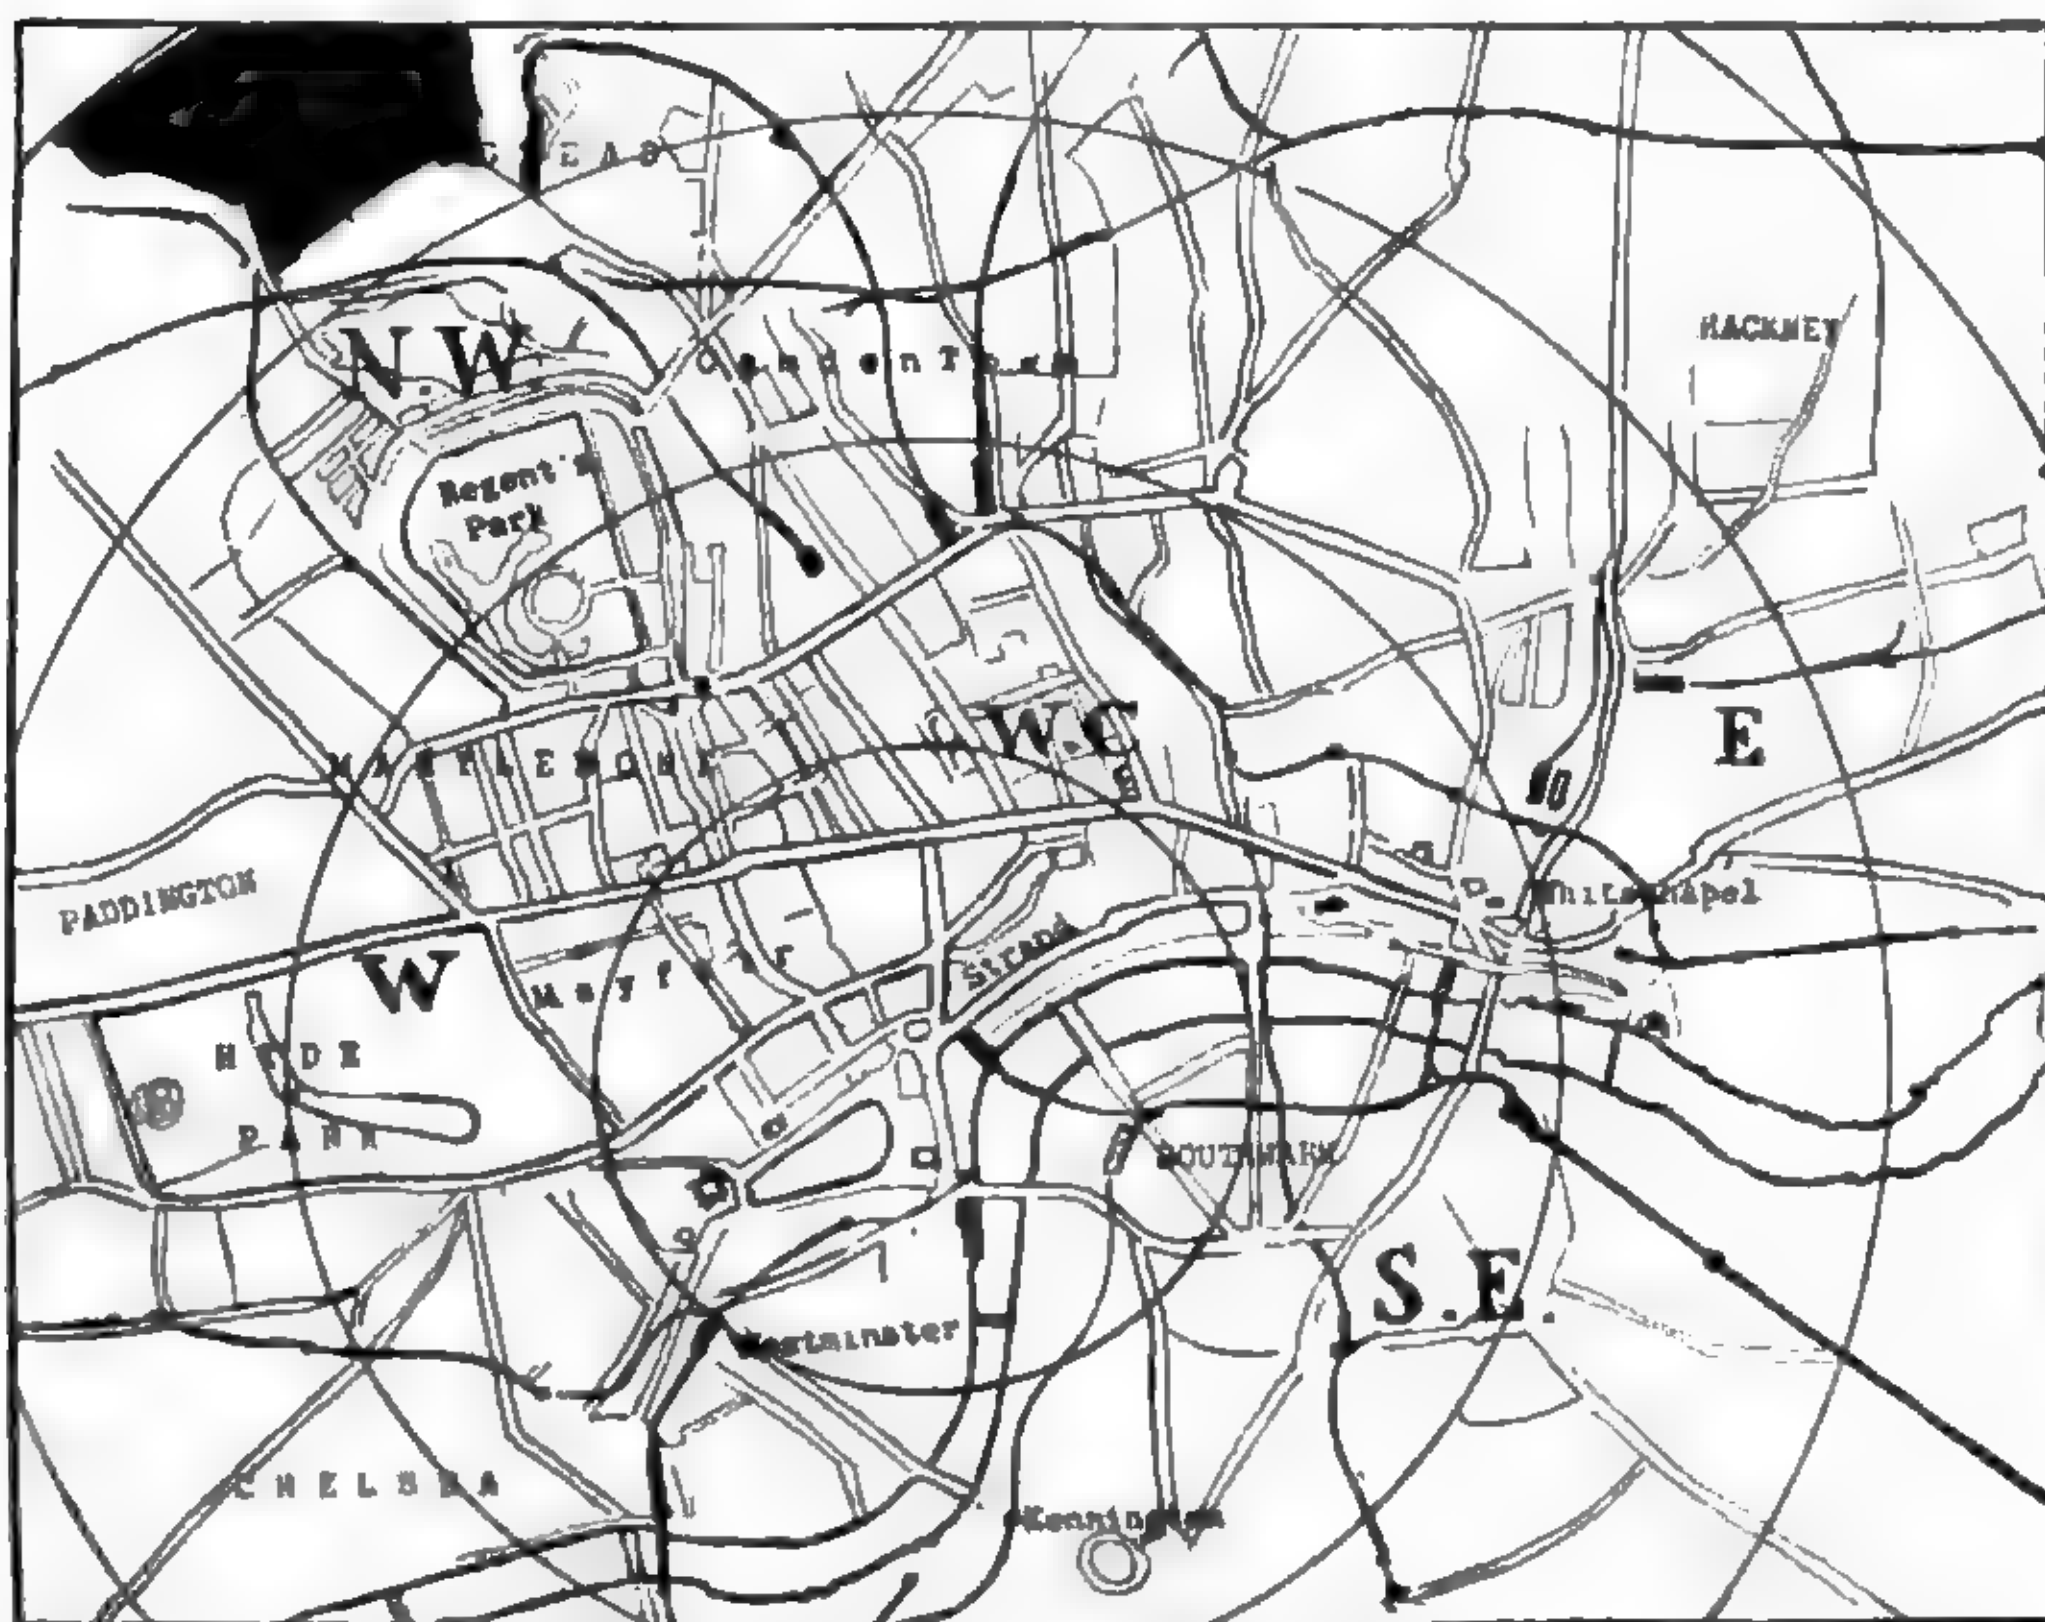 N.W
HACKNEY
Camden Town
Regent's
Park
W.C
E
MARYLEBONE
PADDINGTON
Whitechapel
Strand
W
Mayfair
HYDE
PARK
SOUTHWARK
S.E.
Westminster
CHELSEA
Kennington